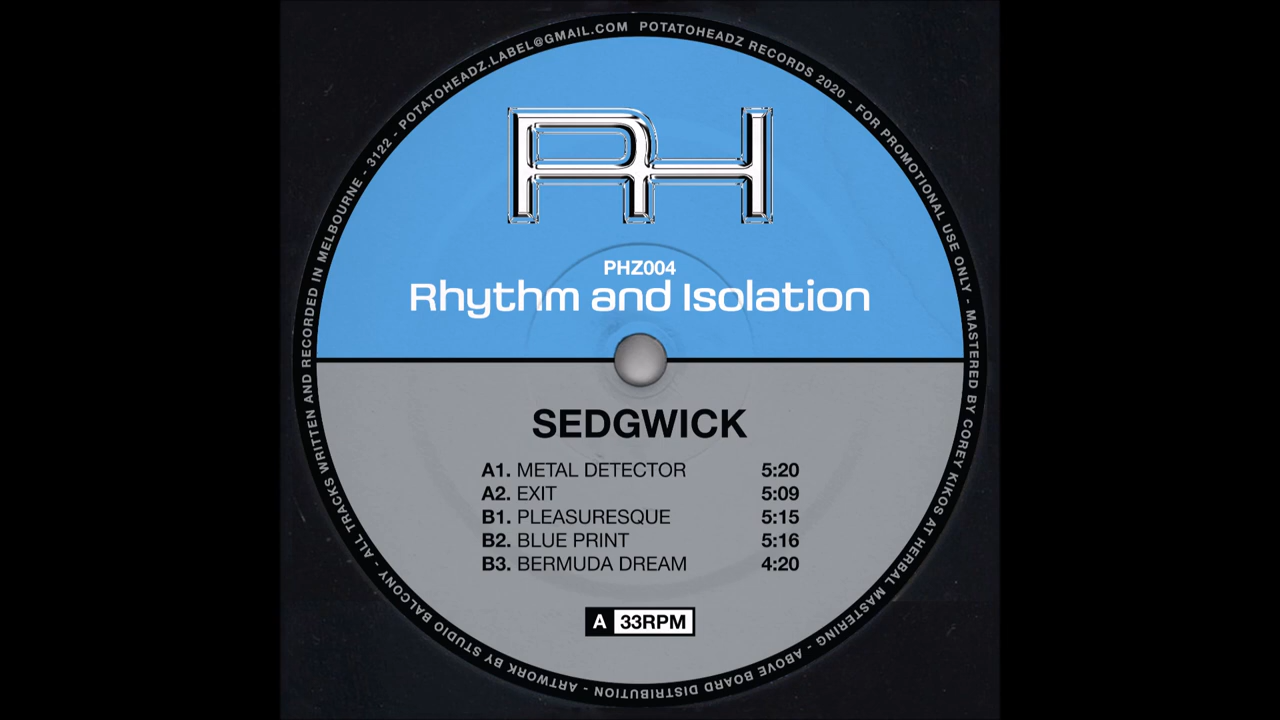 POTATOHEADZ RECORDS 2020 - FOR PROMOTIONAL USE ONLY - MASTERED BY COREY KIKOS AT HERBAL MASTERING - ABOVE BOARD DISTRIBUTION - ARTWORK BY STUDIO BALCONY - ALL TRACKS WRITTEN AND RECORDED IN MELBOURNE - 3122 - POTATOHEADZ.LABEL@GMAIL.COM
RH
PHZ004
Rhythm and Isolation
SEDGWICK
A1. METAL DETECTOR 5:20
A2. EXIT 5:09
B1. PLEASURESQUE 5:15
B2. BLUE PRINT 5:16
B3. BERMUDA DREAM 4:20
A 33RPM